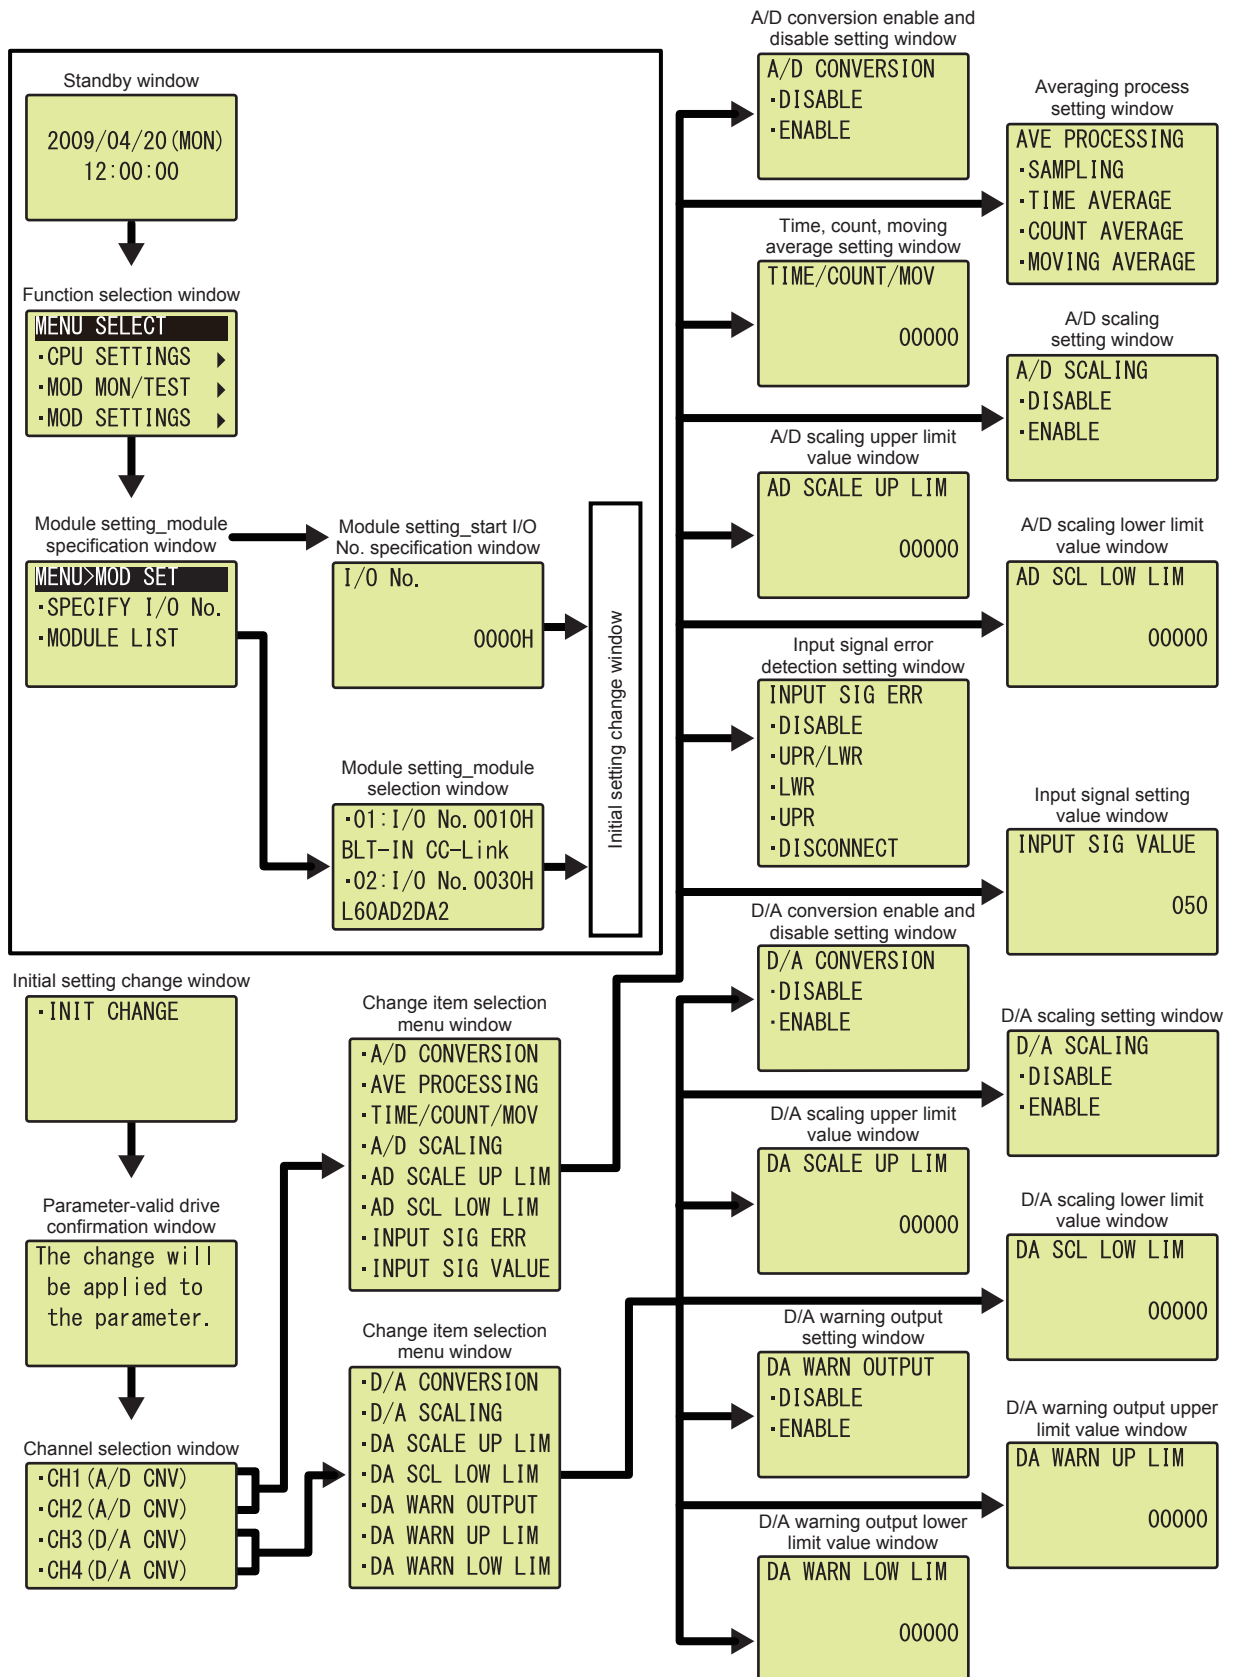 Standby window
2009/04/20(MON)
12:00:00
Function selection window
MENU SELECT
·CPU SETTINGS
·MOD MON/TEST
·MOD SETTINGS
Module setting_module
specification window
MENU>MOD SET
·SPECIFY I/O No.
·MODULE LIST
Module setting_start I/O
No. specification window
I/O No.
0000H
Module setting_module
selection window
·01:I/O No.0010H
BLT-IN CC-Link
·02:I/O No.0030H
L60AD2DA2
Initial setting change window
Initial setting change window
·INIT CHANGE
Parameter-valid drive
confirmation window
The change will
be applied to
the parameter.
Channel selection window
·CH1(A/D CNV)
·CH2(A/D CNV)
·CH3(D/A CNV)
·CH4(D/A CNV)
Change item selection
menu window
·A/D CONVERSION
·AVE PROCESSING
·TIME/COUNT/MOV
·A/D SCALING
·AD SCALE UP LIM
·AD SCL LOW LIM
·INPUT SIG ERR
·INPUT SIG VALUE
Change item selection
menu window
·D/A CONVERSION
·D/A SCALING
·DA SCALE UP LIM
·DA SCL LOW LIM
·DA WARN OUTPUT
·DA WARN UP LIM
·DA WARN LOW LIM
A/D conversion enable and
disable setting window
A/D CONVERSION
·DISABLE
·ENABLE
Averaging process
setting window
AVE PROCESSING
·SAMPLING
·TIME AVERAGE
·COUNT AVERAGE
·MOVING AVERAGE
Time, count, moving
average setting window
TIME/COUNT/MOV
00000
A/D scaling
setting window
A/D SCALING
·DISABLE
·ENABLE
A/D scaling upper limit
value window
AD SCALE UP LIM
00000
A/D scaling lower limit
value window
AD SCL LOW LIM
00000
Input signal error
detection setting window
INPUT SIG ERR
·DISABLE
·UPR/LWR
·LWR
·UPR
·DISCONNECT
Input signal setting
value window
INPUT SIG VALUE
050
D/A conversion enable and
disable setting window
D/A CONVERSION
·DISABLE
·ENABLE
D/A scaling setting window
D/A SCALING
·DISABLE
·ENABLE
D/A scaling upper limit
value window
DA SCALE UP LIM
00000
D/A scaling lower limit
value window
DA SCL LOW LIM
00000
D/A warning output
setting window
DA WARN OUTPUT
·DISABLE
·ENABLE
D/A warning output upper
limit value window
DA WARN UP LIM
00000
D/A warning output lower
limit value window
DA WARN LOW LIM
00000